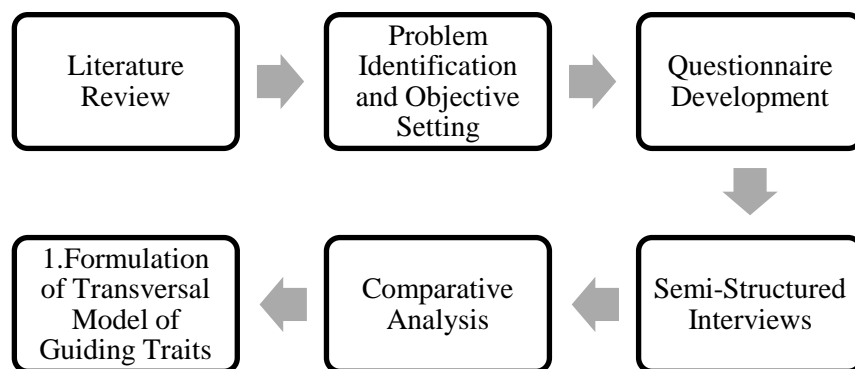 Literature
Review
Problem
Identification
and Objective
Setting
Questionnaire
Development
Semi-Structured
Interviews
Comparative
Analysis
1.Formulation
of Transversal
Model of
Guiding Traits